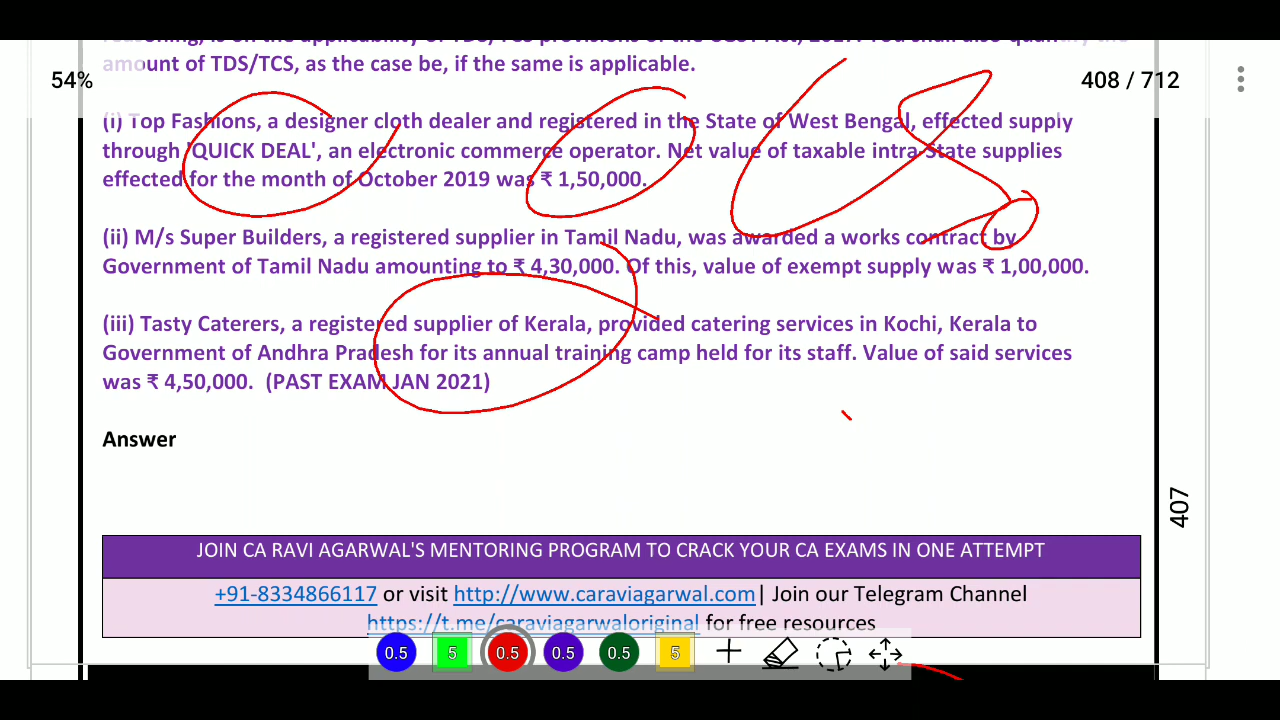 54%
408 / 712
amount of TDS/TCS, as the case be, if the same is applicable.
(i) Top Fashions, a designer cloth dealer and registered in the State of West Bengal, effected supply
through 'QUICK DEAL', an electronic commerce operator. Net value of taxable intra-State supplies
effected for the month of October 2019 was ₹ 1,50,000.
(ii) M/s Super Builders, a registered supplier in Tamil Nadu, was awarded a works contract by
Government of Tamil Nadu amounting to ₹ 4,30,000. Of this, value of exempt supply was ₹ 1,00,000.
(iii) Tasty Caterers, a registered supplier of Kerala, provided catering services in Kochi, Kerala to
Government of Andhra Pradesh for its annual training camp held for its staff. Value of said services
was ₹ 4,50,000. (PAST EXAM JAN 2021)
Answer
407
JOIN CA RAVI AGARWAL'S MENTORING PROGRAM TO CRACK YOUR CA EXAMS IN ONE ATTEMPT
+91-8334866117 or visit http://www.caraviagarwal.com| Join our Telegram Channel
https://t.me/caraviagarwaloriginal for free resources
0.5 5 0.5 0.5 0.5 5